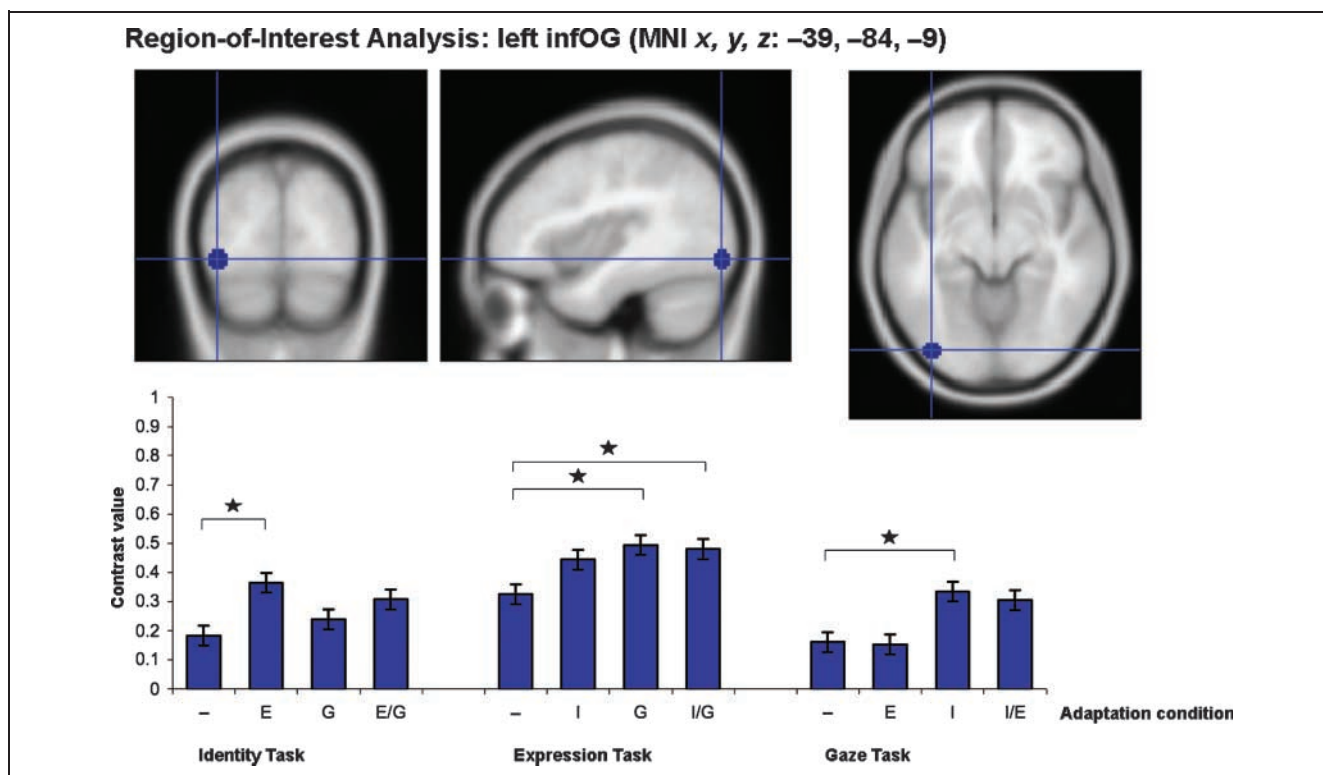 Region-of-Interest Analysis: left infOG (MNI x, y, z: –39, –84, –9)
1
0.9
0.8
0.7
0.6
0.5
0.4
0.3
0.2
0.1
0
Contrast value
★ ★ ★ ★
– E G E/G – I G I/G – E I I/E Adaptation condition
Identity Task Expression Task Gaze Task